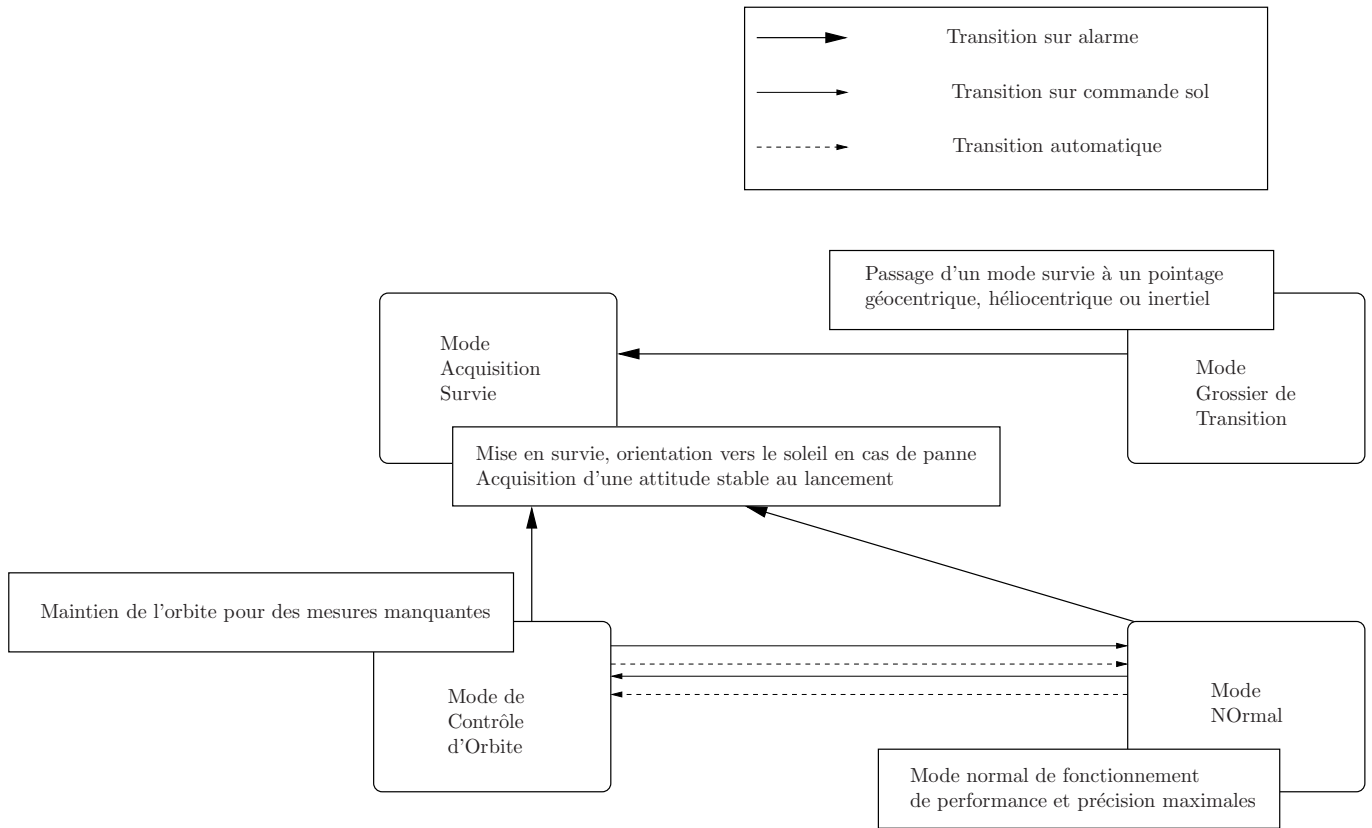 Transition sur alarme
Transition sur commande sol
Transition automatique
Passage d'un mode survie à un pointage
géocentrique, héliocentrique ou inertiel
Mode
Acquisition
Survie
Mode
Grossier de
Transition
Mise en survie, orientation vers le soleil en cas de panne
Acquisition d'une attitude stable au lancement
Maintien de l'orbite pour des mesures manquantes
Mode de
Contrôle
d'Orbite
Mode
NOrmal
Mode normal de fonctionnement
de performance et précision maximales